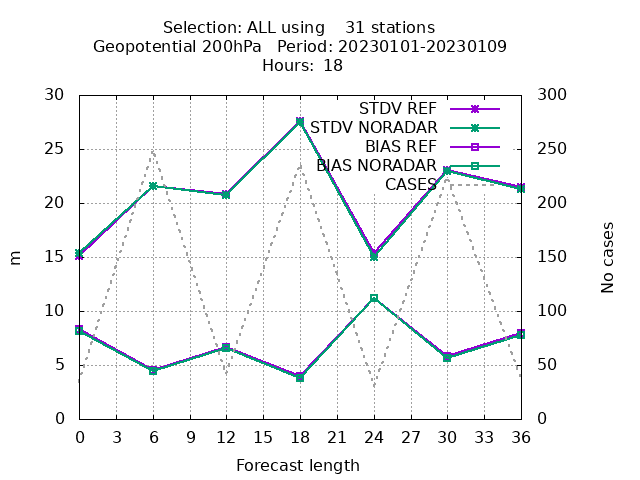 Selection: ALL using    31 stations
Geopotential 200hPa   Period: 20230101-20230109
Hours: 18
30
25
20
15
10
5
0
m
STDV REF
STDV NORADAR
BIAS REF
BIAS NORADAR
CASES
300
250
200
150
100
50
0
No cases
0 3 6 9 12 15 18 21 24 27 30 33 36
Forecast length